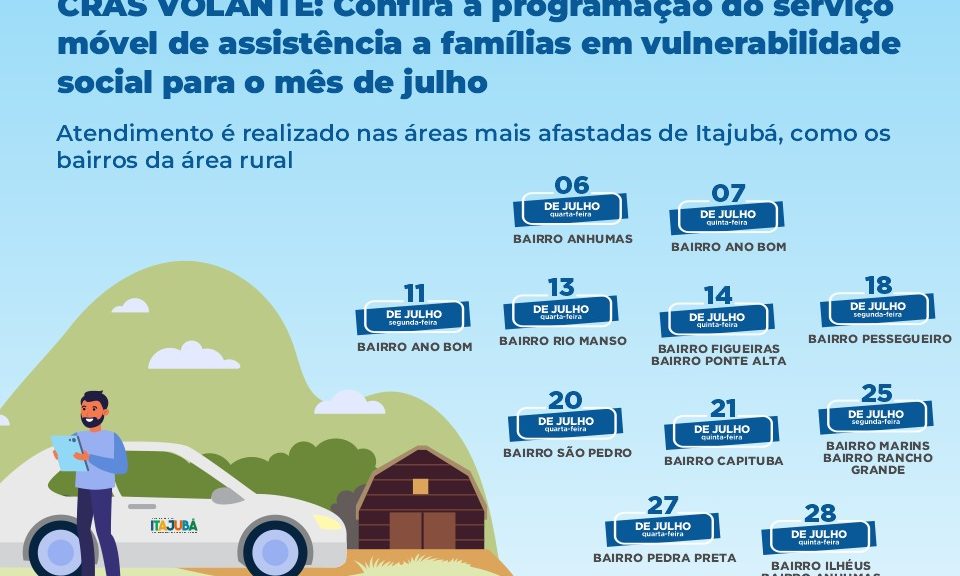 CRAS VOLANTE: Confira a programação do serviço
móvel de assistência a famílias em vulnerabilidade
social para o mês de julho
Atendimento é realizado nas áreas mais afastadas de Itajubá, como os
bairros da área rural
06
DE JULHO
quarta-feira
BAIRRO ANHUMAS
07
DE JULHO
quinta-feira
BAIRRO ANO BOM
11
DE JULHO
segunda-feira
BAIRRO ANO BOM
13
DE JULHO
quarta-feira
BAIRRO RIO MANSO
14
DE JULHO
quinta-feira
BAIRRO FIGUEIRAS
BAIRRO PONTE ALTA
18
DE JULHO
segunda-feira
BAIRRO PESSEGUEIRO
20
DE JULHO
quarta-feira
BAIRRO SÃO PEDRO
21
DE JULHO
quinta-feira
BAIRRO CAPITUBA
25
DE JULHO
segunda-feira
BAIRRO MARINS
BAIRRO RANCHO
GRANDE
27
DE JULHO
quarta-feira
BAIRRO PEDRA PRETA
28
DE JULHO
quinta-feira
BAIRRO ILHÉUS
BAIRRO ANHUMAS
ITAJUBÁ